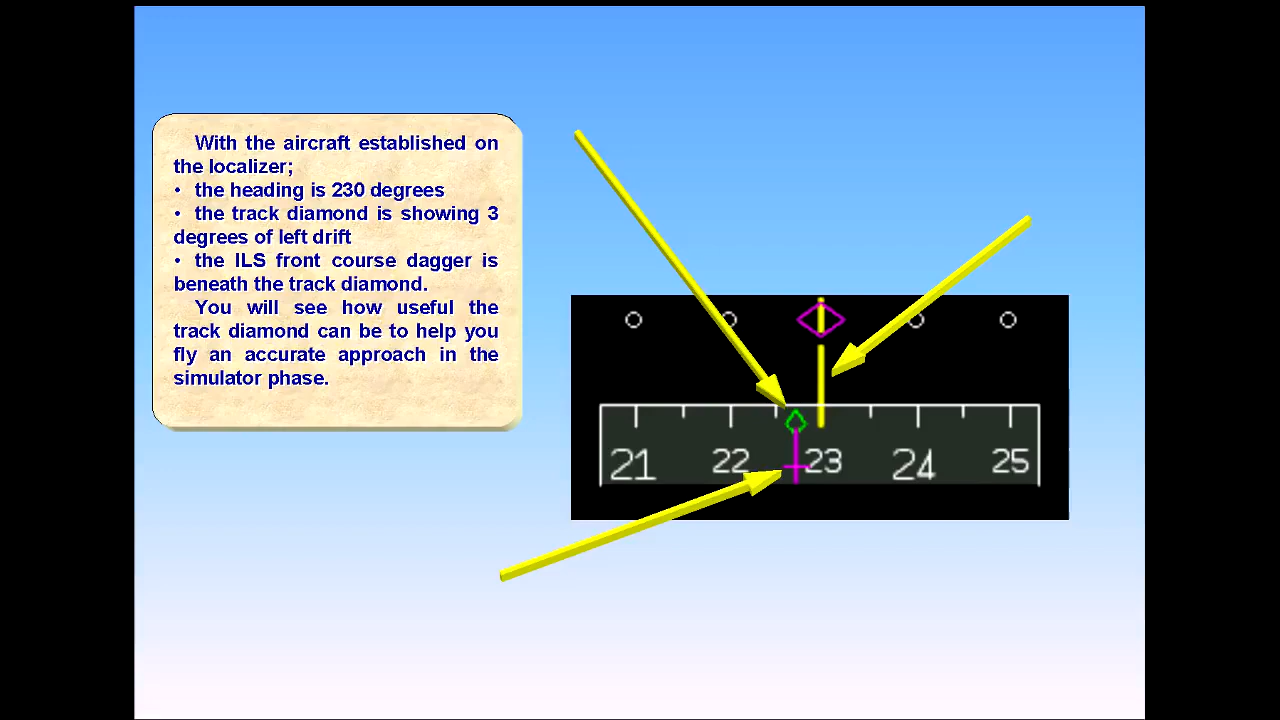 With the aircraft established on
the localizer;
• the heading is 230 degrees
• the track diamond is showing 3
degrees of left drift
• the ILS front course dagger is
beneath the track diamond.
You will see how useful the
track diamond can be to help you
fly an accurate approach in the
simulator phase.
21 22 23 24 25